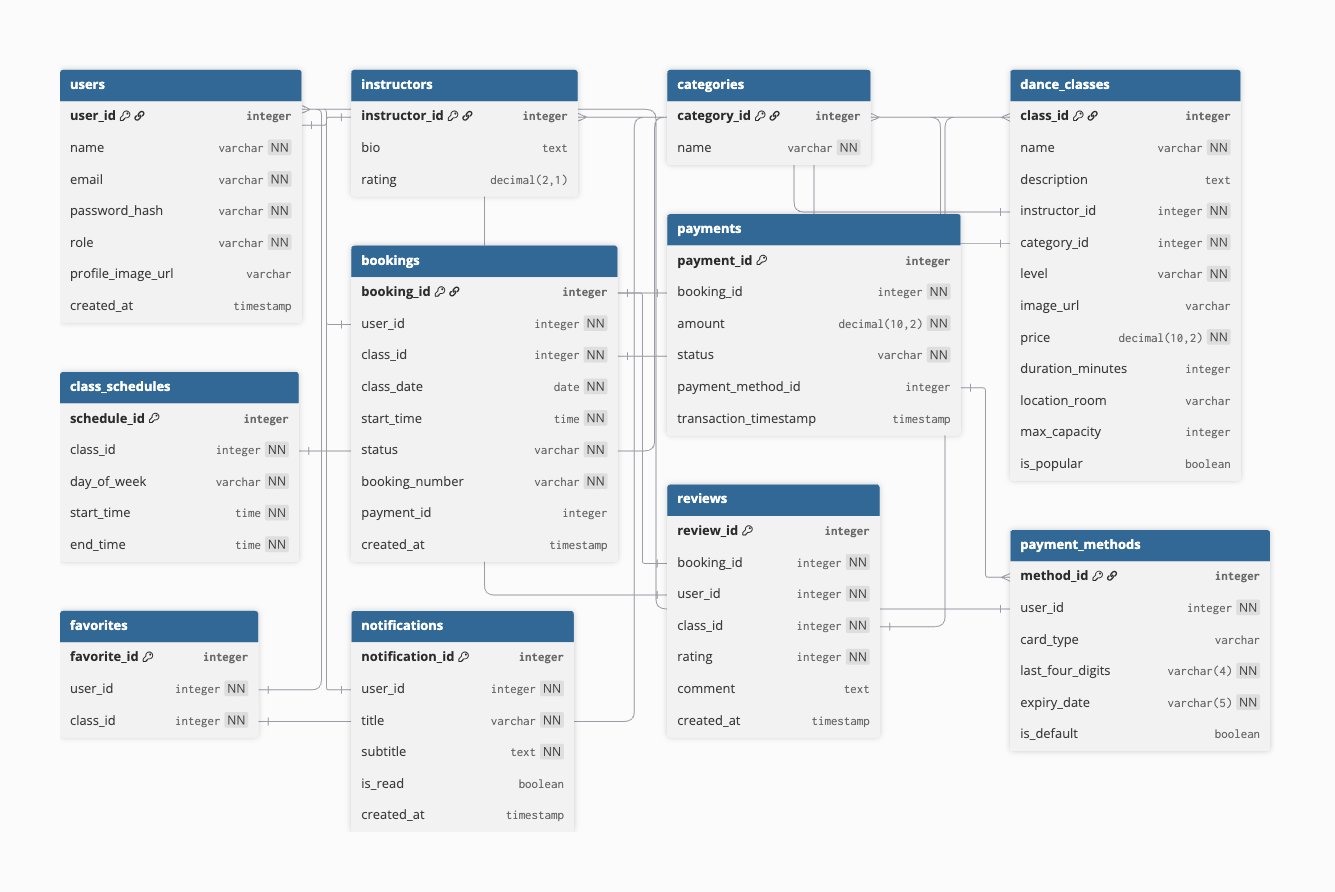 users
user_id integer
name varchar NN
email varchar NN
password_hash varchar NN
role varchar NN
profile_image_url varchar
created_at timestamp
instructors
instructor_id integer
bio text
rating decimal(2,1)
categories
category_id integer
name varchar NN
dance_classes
class_id integer
name varchar NN
description text
instructor_id integer NN
category_id integer NN
level varchar NN
image_url varchar
price decimal(10,2) NN
duration_minutes integer
location_room varchar
max_capacity integer
is_popular boolean
payments
payment_id integer
booking_id integer NN
amount decimal(10,2) NN
status varchar NN
payment_method_id integer
transaction_timestamp timestamp
bookings
booking_id integer
user_id integer NN
class_id integer NN
class_date date NN
start_time time NN
status varchar NN
booking_number varchar NN
payment_id integer
created_at timestamp
class_schedules
schedule_id integer
class_id integer NN
day_of_week varchar NN
start_time time NN
end_time time NN
reviews
review_id integer
booking_id integer NN
user_id integer NN
class_id integer NN
rating integer NN
comment text
created_at timestamp
payment_methods
method_id integer
user_id integer NN
card_type varchar
last_four_digits varchar(4) NN
expiry_date varchar(5) NN
is_default boolean
favorites
favorite_id integer
user_id integer NN
class_id integer NN
notifications
notification_id integer
user_id integer NN
title varchar NN
subtitle text NN
is_read boolean
created_at timestamp